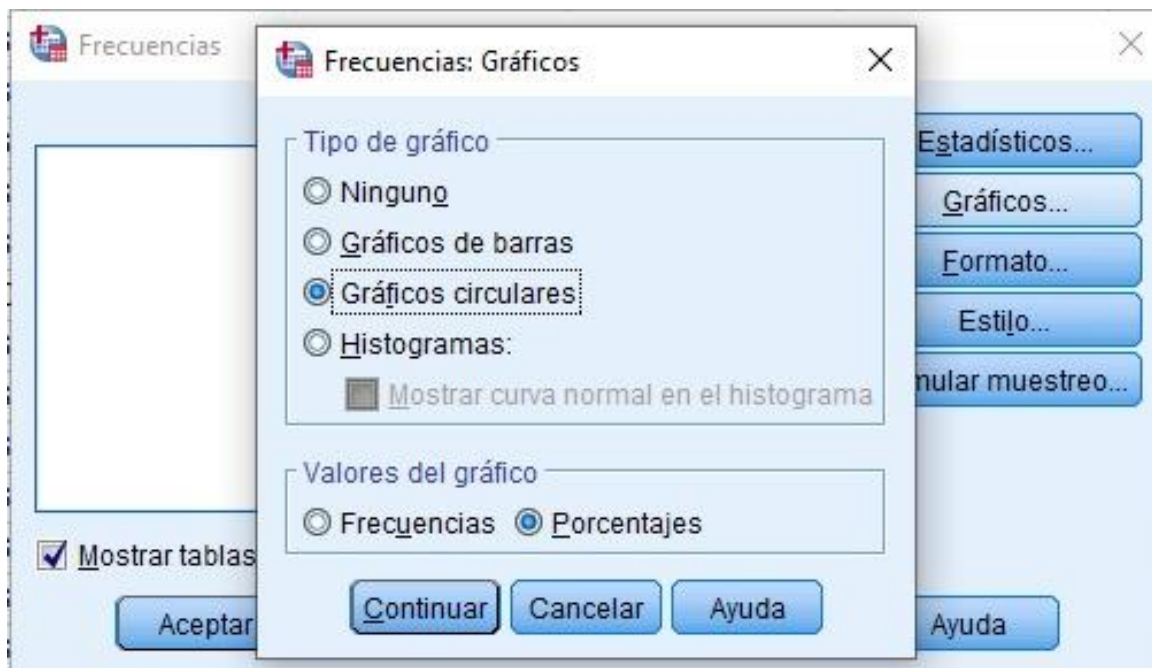 Frecuencias
Frecuencias: Gráficos
Tipo de gráfico
Ninguno
Gráficos de barras
Gráficos circulares
Histogramas:
Mostrar curva normal en el histograma
Valores del gráfico
Frecuencias Porcentajes
Continuar Cancelar Ayuda
Estadísticos...
Gráficos...
Formato...
Estilo...
muestreo...
Mostrar tablas
Aceptar
Ayuda